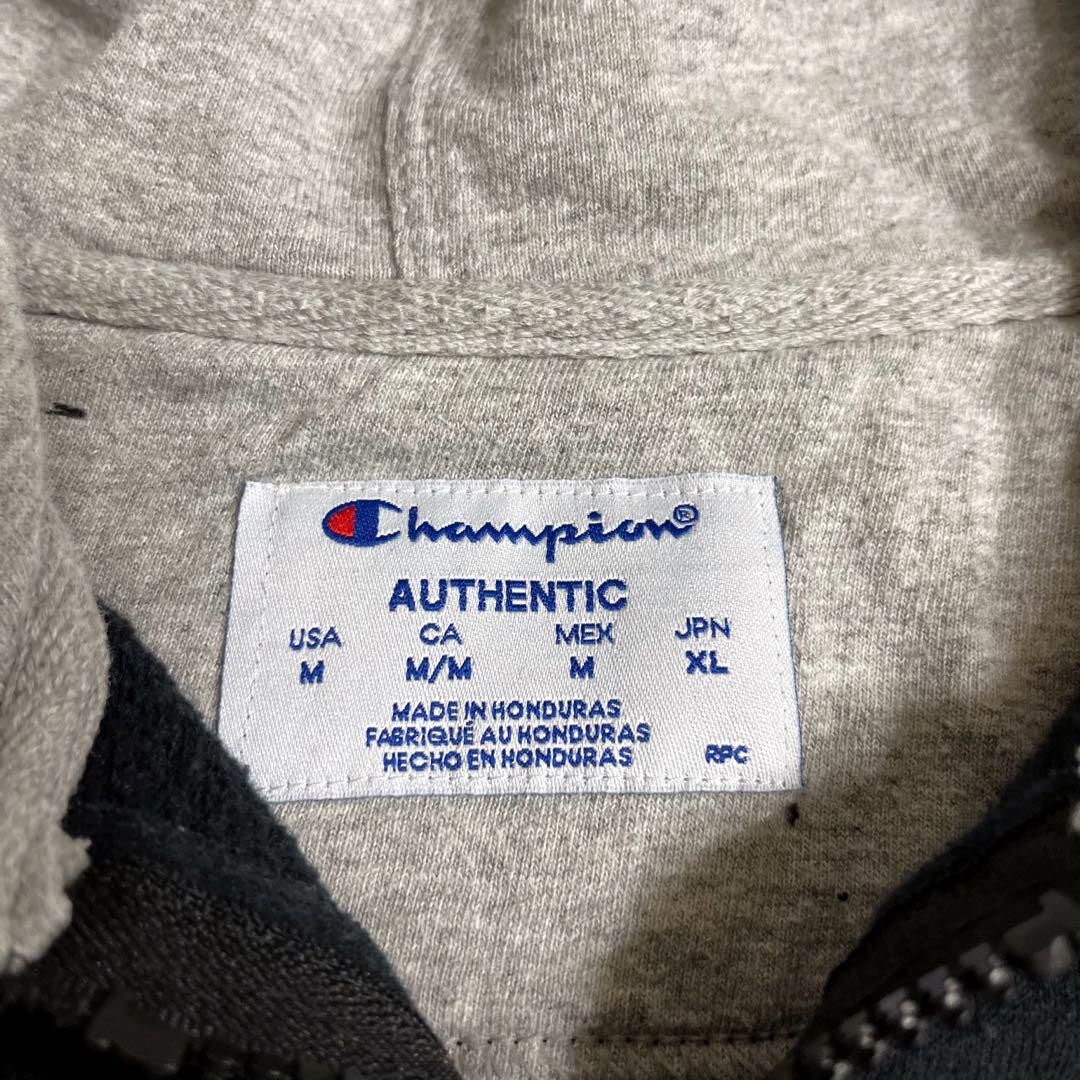 Champion®
AUTHENTIC
USA CA MEX JPN
M M/M M XL
MADE IN HONDURAS
FABRIQUÉ AU HONDURAS
HECHO EN HONDURAS RPC